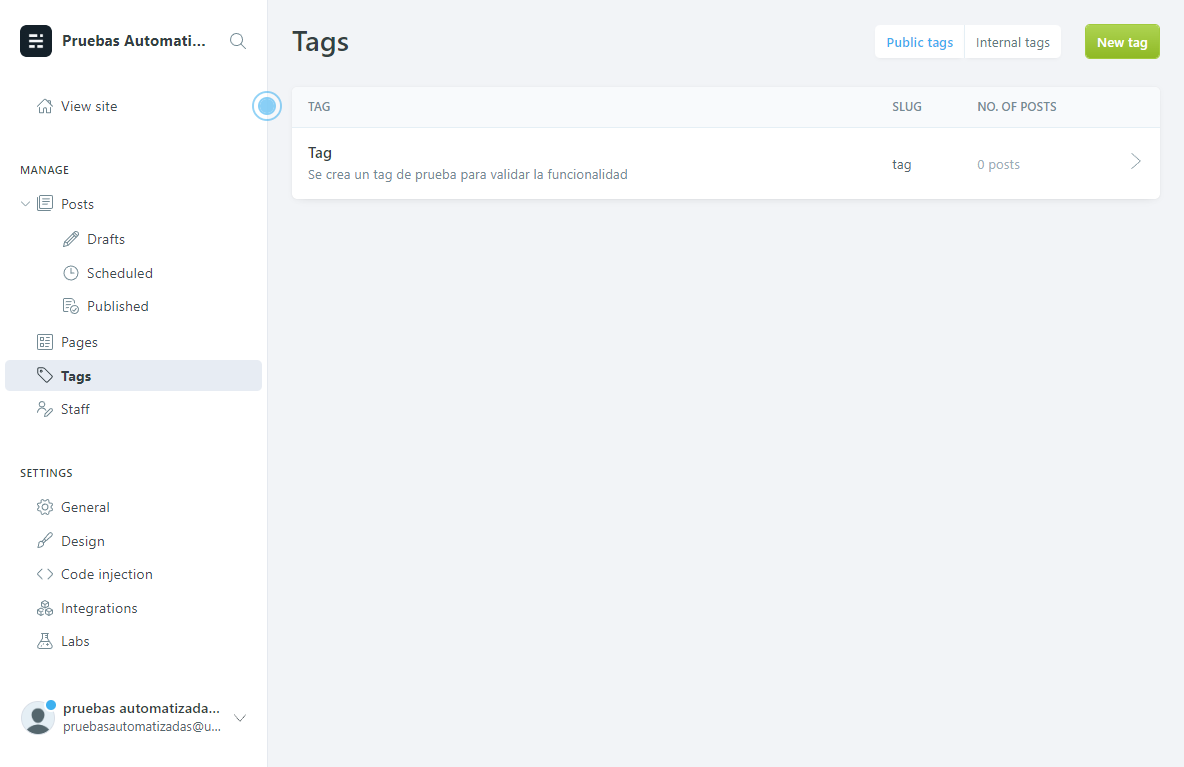 Pruebas Automati...
View site
MANAGE
Posts
Drafts
Scheduled
Published
Pages
Tags
Staff
SETTINGS
General
Design
Code injection
Integrations
Labs
pruebas automatizada...
pruebasautomatizadas@u...
Tags
Public tags
Internal tags
New tag
TAG SLUG NO. OF POSTS
Tag
Se crea un tag de prueba para validar la funcionalidad
tag
0 posts